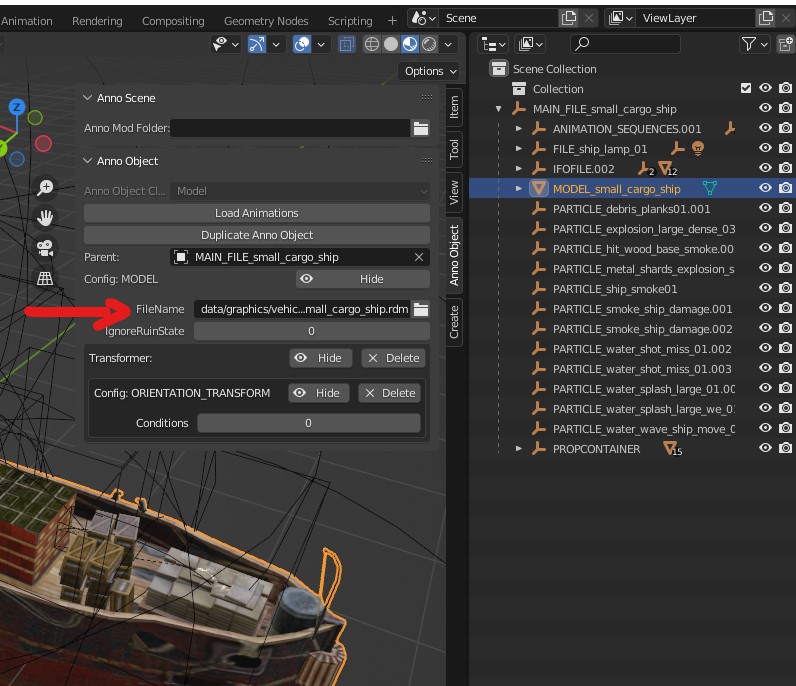 Animation Rendering Compositing Geometry Nodes Scripting + Scene ViewLayer
Options
Anno Scene
Anno Mod Folder:
Anno Object
Anno Object Cl... Model
Load Animations
Duplicate Anno Object
Parent: MAIN_FILE_small_cargo_ship
Config: MODEL Hide
FileName data/graphics/vehic...mall_cargo_ship.rdm
IgnoreRuinState 0
Transformer: Hide Delete
Config: ORIENTATION_TRANSFORM Hide Delete
Conditions 0
Z
Item
Tool
View
Anno Object
Create
Scene Collection
Collection
MAIN_FILE_small_cargo_ship
ANIMATION_SEQUENCES.001
FILE_ship_lamp_01
IFOFILE.002 2 12
MODEL_small_cargo_ship
PARTICLE_debris_planks01.001
PARTICLE_explosion_large_dense_03
PARTICLE_hit_wood_base_smoke.00
PARTICLE_metal_shards_explosion_s
PARTICLE_ship_smoke01
PARTICLE_smoke_ship_damage.001
PARTICLE_smoke_ship_damage.002
PARTICLE_water_shot_miss_01.002
PARTICLE_water_shot_miss_01.003
PARTICLE_water_splash_large_01.00
PARTICLE_water_splash_large_we_0
PARTICLE_water_wave_ship_move_0
PROPCONTAINER 15